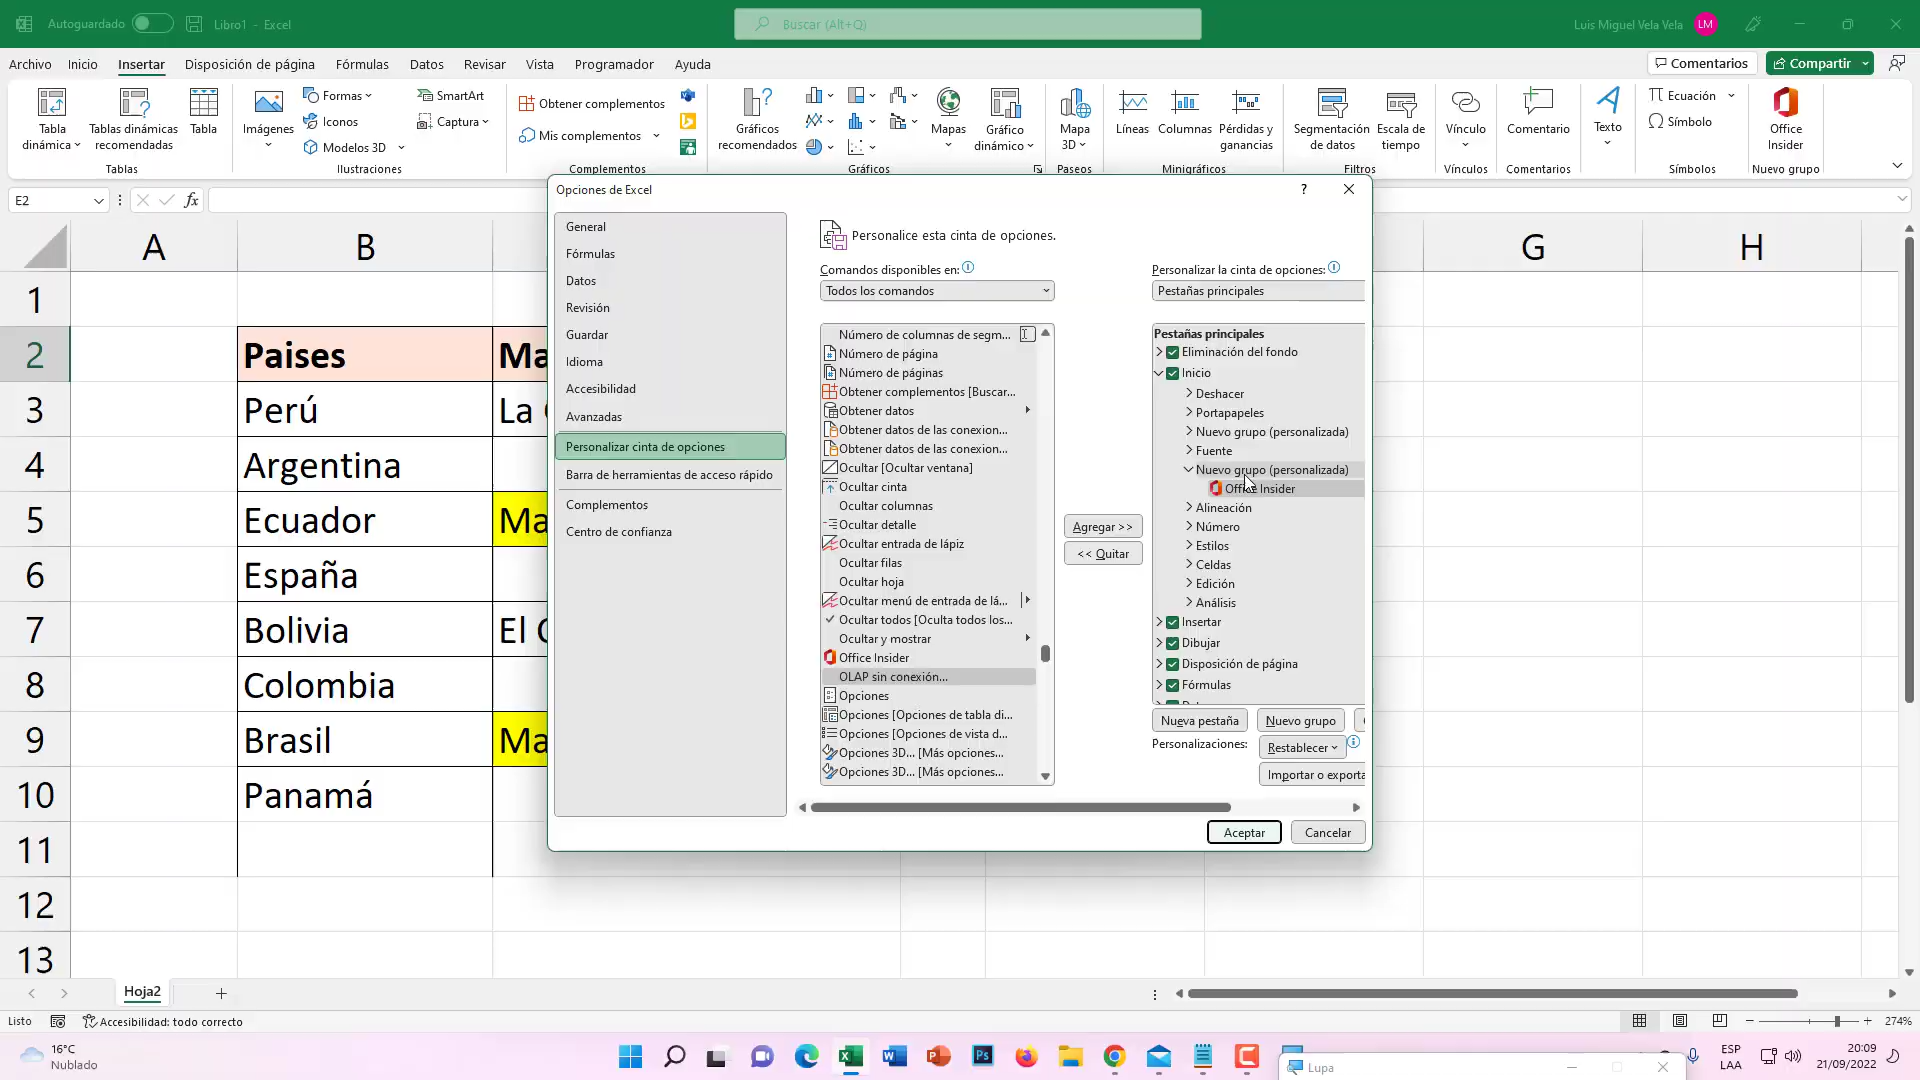 Autoguardado
Libro1 - Excel
Buscar (Alt+Q)
Luis Miguel Vela Vela
LM
Archivo
Inicio
Insertar
Disposición de página
Fórmulas
Datos
Revisar
Vista
Programador
Ayuda
Comentarios
Compartir
Tabla dinámica
Tablas dinámicas recomendadas
Tabla
Tablas
Imágenes
Formas
Iconos
Modelos 3D
SmartArt
Captura
Ilustraciones
Obtener complementos
Mis complementos
Complementos
Gráficos recomendados
Mapas
Gráfico dinámico
Gráficos
Mapa 3D
Paseos
Líneas
Columnas
Pérdidas y ganancias
Minigráficos
Segmentación de datos
Escala de tiempo
Filtros
Vínculo
Vínculos
Comentario
Comentarios
Texto
Ecuación
Símbolo
Símbolos
Office Insider
Nuevo grupo
E2
fx
A
B
G
H
1
2
3
4
5
6
7
8
9
10
11
12
13
Paises
Ma
Perú
La
Argentina
Ecuador
Ma
España
Bolivia
El
Colombia
Brasil
Ma
Panamá
Opciones de Excel
?
General
Fórmulas
Datos
Revisión
Guardar
Idioma
Accesibilidad
Avanzadas
Personalizar cinta de opciones
Barra de herramientas de acceso rápido
Complementos
Centro de confianza
Personalice esta cinta de opciones.
Comandos disponibles en:
Todos los comandos
Número de columnas de segm...
Número de página
Número de páginas
Obtener complementos [Buscar...
Obtener datos
Obtener datos de las conexion...
Obtener datos de las conexion...
Ocultar [Ocultar ventana]
Ocultar cinta
Ocultar columnas
Ocultar detalle
Ocultar entrada de lápiz
Ocultar filas
Ocultar hoja
Ocultar menú de entrada de lá...
Ocultar todos [Oculta todos los...
Ocultar y mostrar
Office Insider
OLAP sin conexión...
Opciones
Opciones [Opciones de tabla di...
Opciones [Opciones de vista d...
Opciones 3D... [Más opciones...
Opciones 3D... [Más opciones...
Agregar >>
<< Quitar
Personalizar la cinta de opciones:
Pestañas principales
Pestañas principales
Eliminación del fondo
Inicio
Deshacer
Portapapeles
Nuevo grupo (personalizada)
Fuente
Nuevo grupo (personalizada)
Office Insider
Alineación
Número
Estilos
Celdas
Edición
Análisis
Insertar
Dibujar
Disposición de página
Fórmulas
Nueva pestaña
Nuevo grupo
Personalizaciones:
Restablecer
Importar o exporta
Aceptar
Cancelar
Hoja2
Listo
Accesibilidad: todo correcto
274%
16°C
Nublado
Lupa
ESP
LAA
20:09
21/09/2022